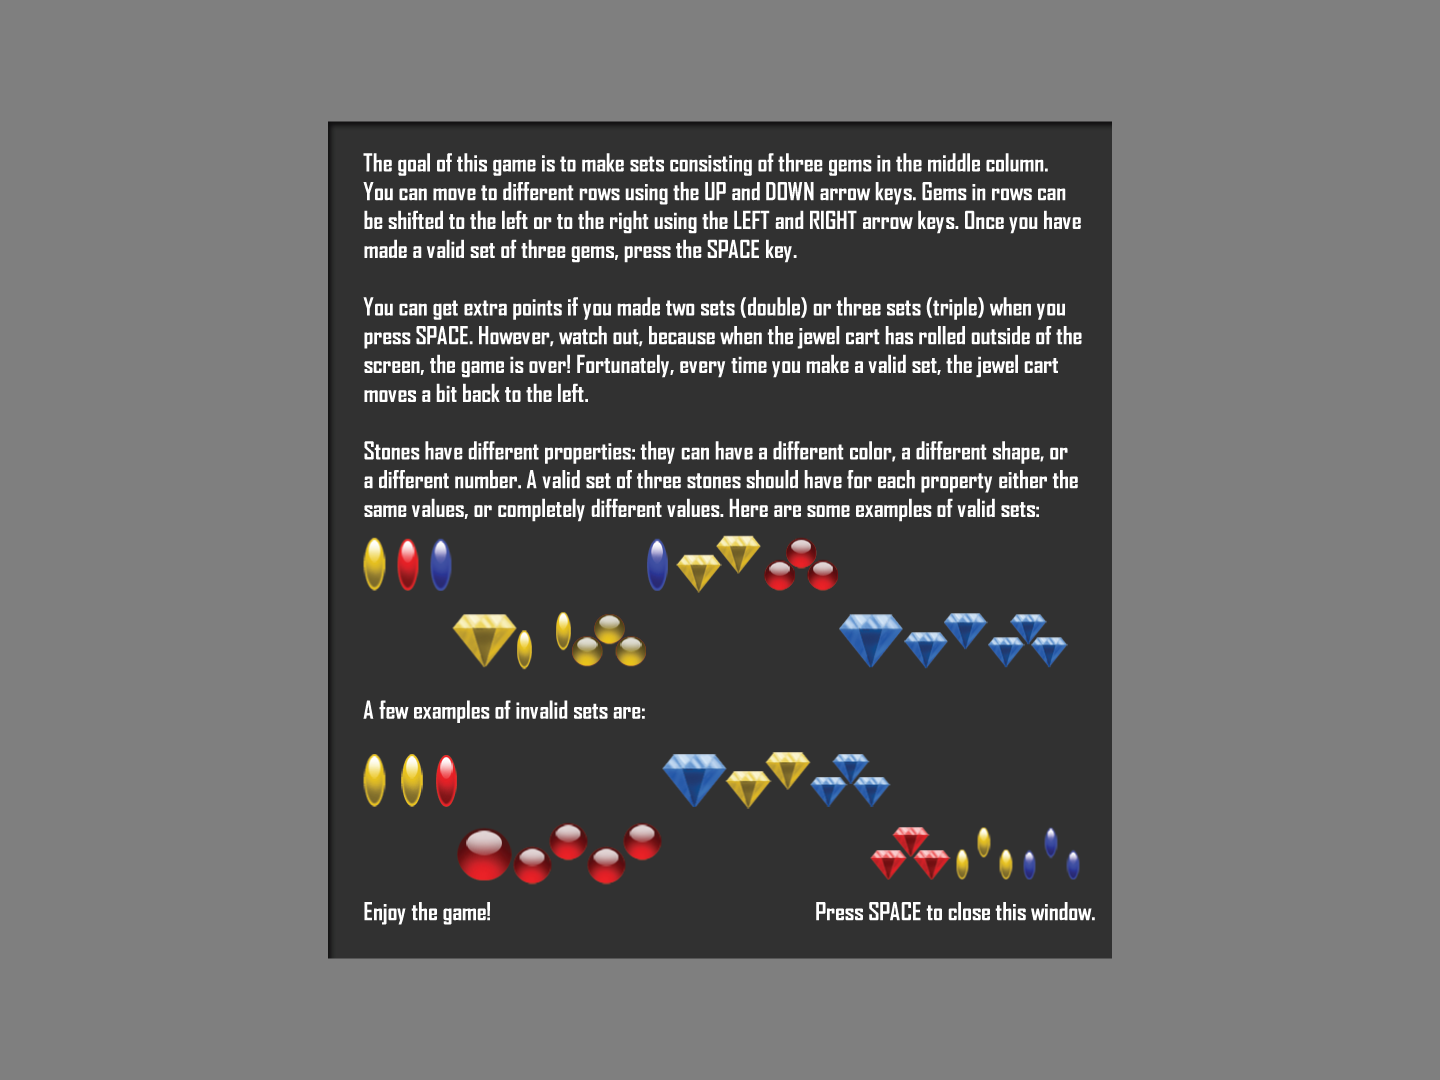 The goal of this game is to make sets consisting of three gems in the middle column.
You can move to different rows using the UP and DOWN arrow keys. Gems in rows can
be shifted to the left or to the right using the LEFT and RIGHT arrow keys. Once you have
made a valid set of three gems, press the SPACE key.
You can get extra points if you made two sets (double) or three sets (triple) when you
press SPACE. However, watch out, because when the jewel cart has rolled outside of the
screen, the game is over! Fortunately, every time you make a valid set, the jewel cart
moves a bit back to the left.
Stones have different properties: they can have a different color, a different shape, or
a different number. A valid set of three stones should have for each property either the
same values, or completely different values. Here are some examples of valid sets:
A few examples of invalid sets are:
Enjoy the game!
Press SPACE to close this window.